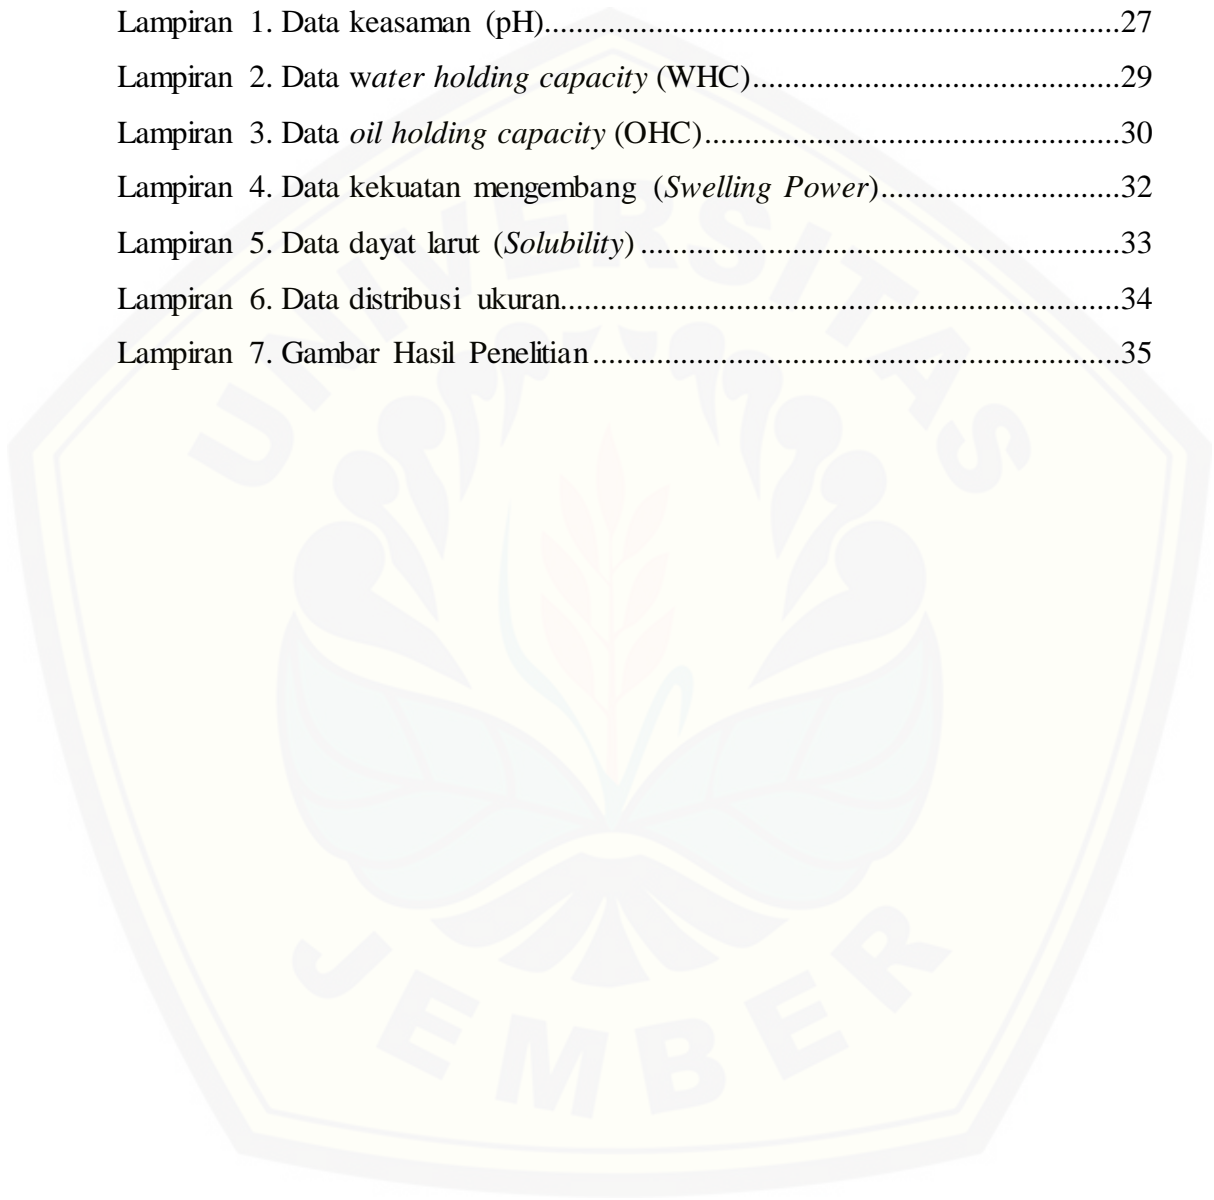 Lampiran 1. Data keasaman (pH)....................................................................................................27
Lampiran 2. Data water holding capacity (WHC)................................................................29
Lampiran 3. Data oil holding capacity (OHC)........................................................................30
Lampiran 4. Data kekuatan mengembang (Swelling Power)..........................................32
Lampiran 5. Data dayat larut (Solubility)..................................................................................33
Lampiran 6. Data distribusi ukuran................................................................................................34
Lampiran 7. Gambar Hasil Penelitian..........................................................................................35
UNIVERSITAS
JEMBER